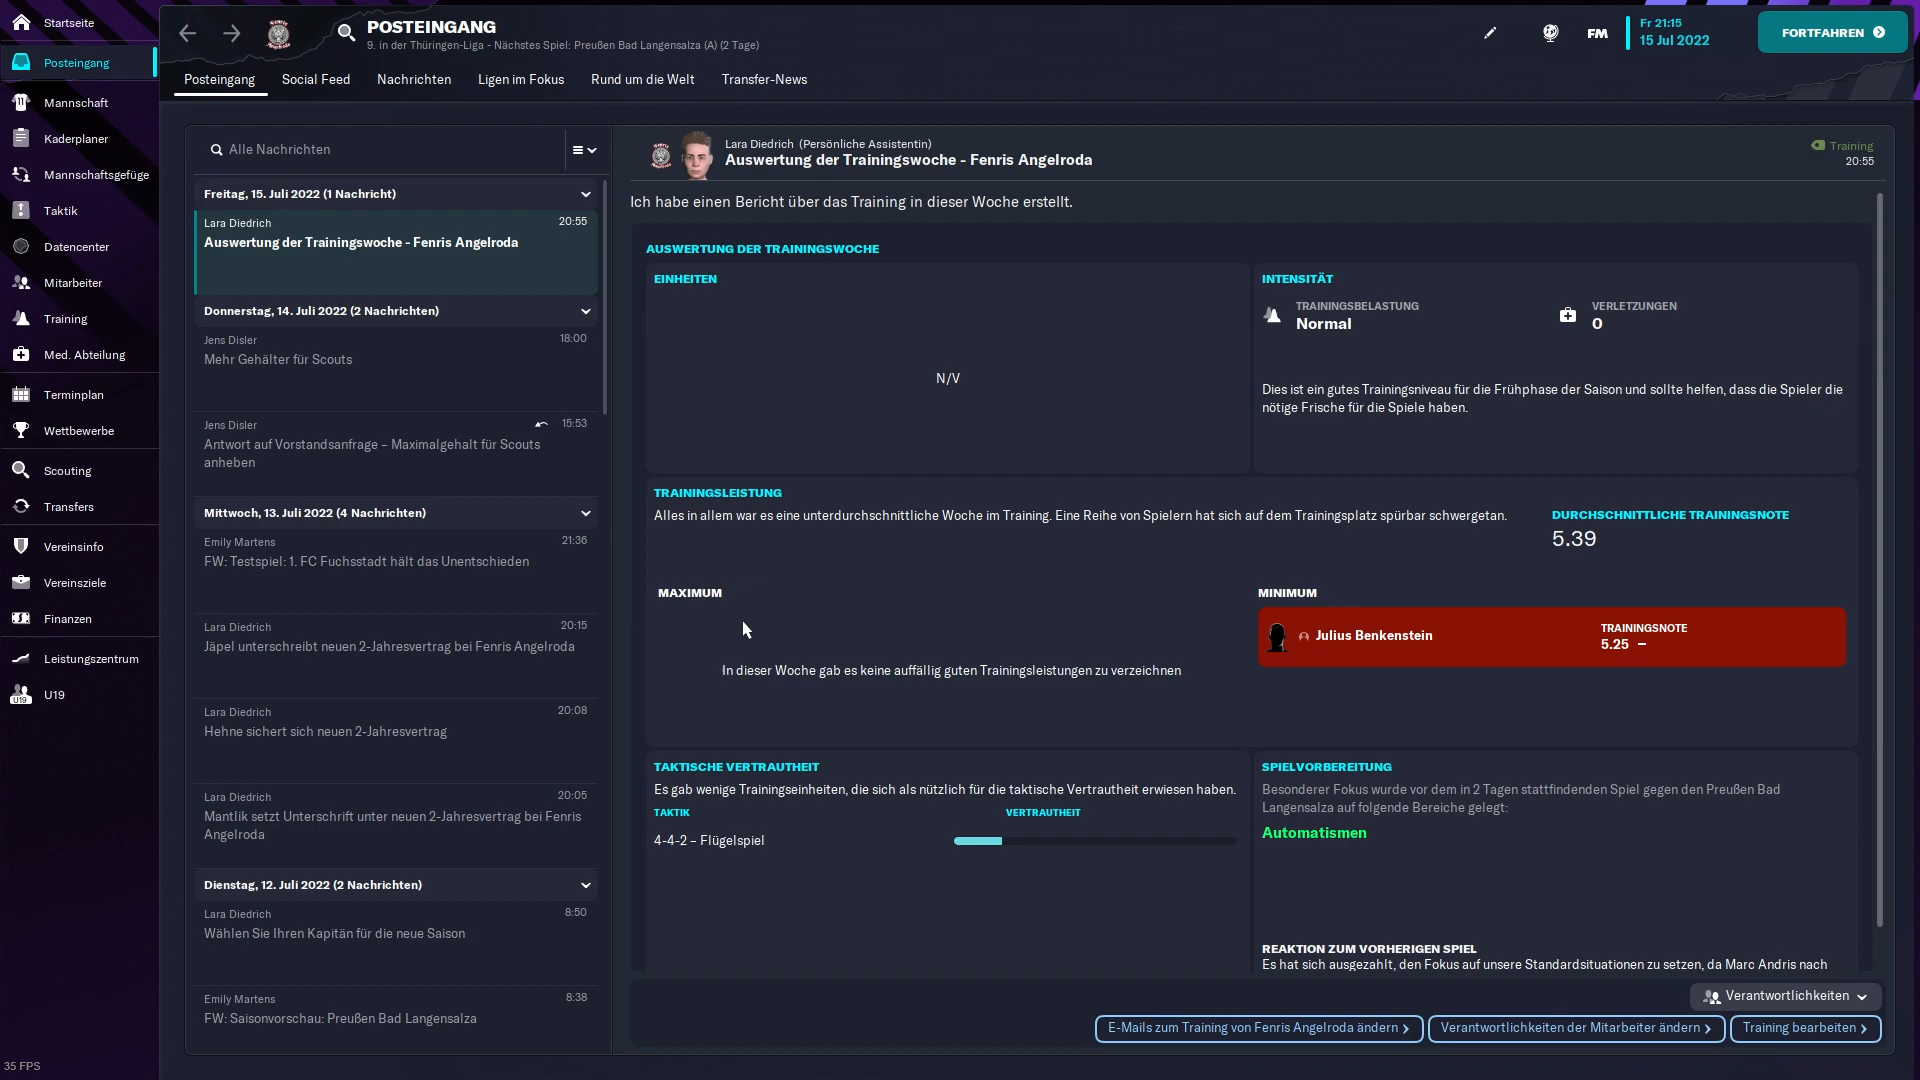 Startseite
Posteingang
Mannschaft
Kaderplaner
Mannschaftsgefüge
Taktik
Datencenter
Mitarbeiter
Training
Med. Abteilung
Terminplan
Wettbewerbe
Scouting
Transfers
Vereinsinfo
Vereinsziele
Finanzen
Leistungszentrum
U19
U19
35 FPS
POSTEINGANG
9. in der Thüringen-Liga - Nächstes Spiel: Preußen Bad Langensalza (A) (2 Tage)
FM
Fr 21:15
15 Jul 2022
FORTFAHREN
Posteingang
Social Feed
Nachrichten
Ligen im Fokus
Rund um die Welt
Transfer-News
Alle Nachrichten
Freitag, 15. Juli 2022 (1 Nachricht)
Lara Diedrich 20:55
Auswertung der Trainingswoche - Fenris Angelroda
Donnerstag, 14. Juli 2022 (2 Nachrichten)
Jens Disler 18:00
Mehr Gehälter für Scouts
Jens Disler 15:53
Antwort auf Vorstandsanfrage – Maximalgehalt für Scouts
anheben
Mittwoch, 13. Juli 2022 (4 Nachrichten)
Emily Martens 21:36
FW: Testspiel: 1. FC Fuchsstadt hält das Unentschieden
Lara Diedrich 20:15
Jäpel unterschreibt neuen 2-Jahresvertrag bei Fenris Angelroda
Lara Diedrich 20:08
Hehne sichert sich neuen 2-Jahresvertrag
Lara Diedrich 20:05
Mantlik setzt Unterschrift unter neuen 2-Jahresvertrag bei Fenris
Angelroda
Dienstag, 12. Juli 2022 (2 Nachrichten)
Lara Diedrich 8:50
Wählen Sie Ihren Kapitän für die neue Saison
Emily Martens 8:38
FW: Saisonvorschau: Preußen Bad Langensalza
Lara Diedrich (Persönliche Assistentin)
Auswertung der Trainingswoche - Fenris Angelroda
Training
20:55
Ich habe einen Bericht über das Training in dieser Woche erstellt.
AUSWERTUNG DER TRAININGSWOCHE
EINHEITEN
N/V
INTENSITÄT
TRAININGSBELASTUNG
Normal
VERLETZUNGEN
0
Dies ist ein gutes Trainingsniveau für die Frühphase der Saison und sollte helfen, dass die Spieler die
nötige Frische für die Spiele haben.
TRAININGSLEISTUNG
Alles in allem war es eine unterdurchschnittliche Woche im Training. Eine Reihe von Spielern hat sich auf dem Trainingsplatz spürbar schwergetan.
DURCHSCHNITTLICHE TRAININGSNOTE
5.39
MAXIMUM
In dieser Woche gab es keine auffällig guten Trainingsleistungen zu verzeichnen
MINIMUM
Julius Benkenstein
TRAININGSNOTE
5.25 –
TAKTISCHE VERTRAUTHEIT
Es gab wenige Trainingseinheiten, die sich als nützlich für die taktische Vertrautheit erwiesen haben.
TAKTIK VERTRAUTHEIT
4-4-2 – Flügelspiel
SPIELVORBEREITUNG
Besonderer Fokus wurde vor dem in 2 Tagen stattfindenden Spiel gegen den Preußen Bad
Langensalza auf folgende Bereiche gelegt:
Automatismen
REAKTION ZUM VORHERIGEN SPIEL
Es hat sich ausgezahlt, den Fokus auf unsere Standardsituationen zu setzen, da Marc Andris nach
Verantwortlichkeiten
E-Mails zum Training von Fenris Angelroda ändern
Verantwortlichkeiten der Mitarbeiter ändern
Training bearbeiten